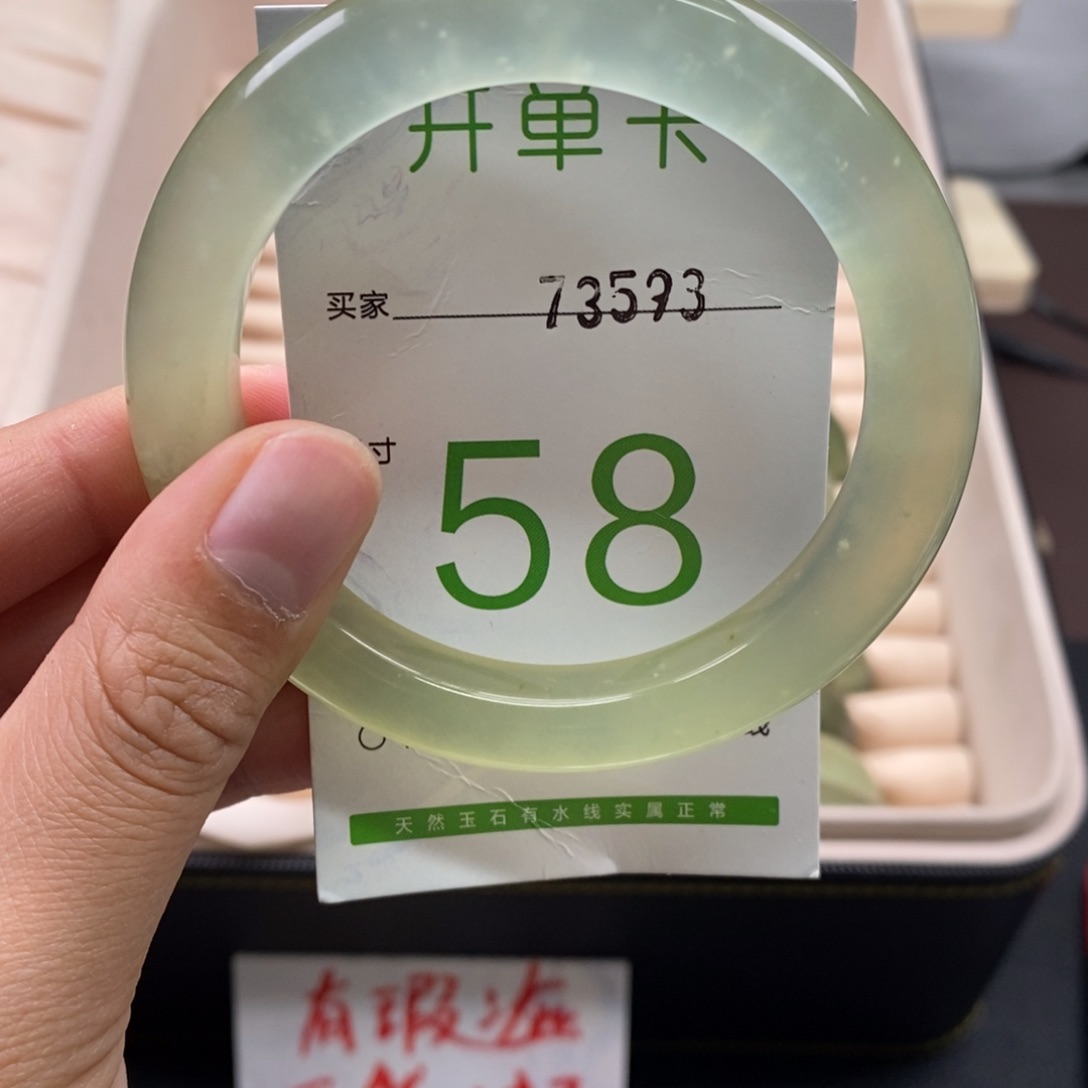 开单卡
买家 73593
寸 58
天然玉石有水线实属正常
有瑕疵